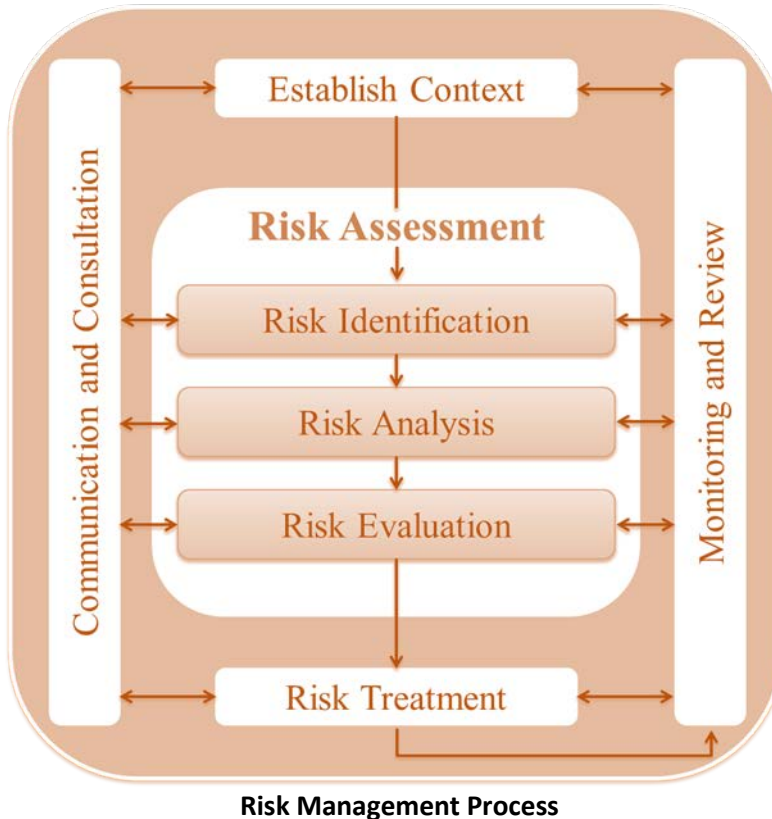 Establish Context
Communication and Consultation
Risk Assessment
Risk Identification
Risk Analysis
Risk Evaluation
Monitoring and Review
Risk Treatment
Risk Management Process